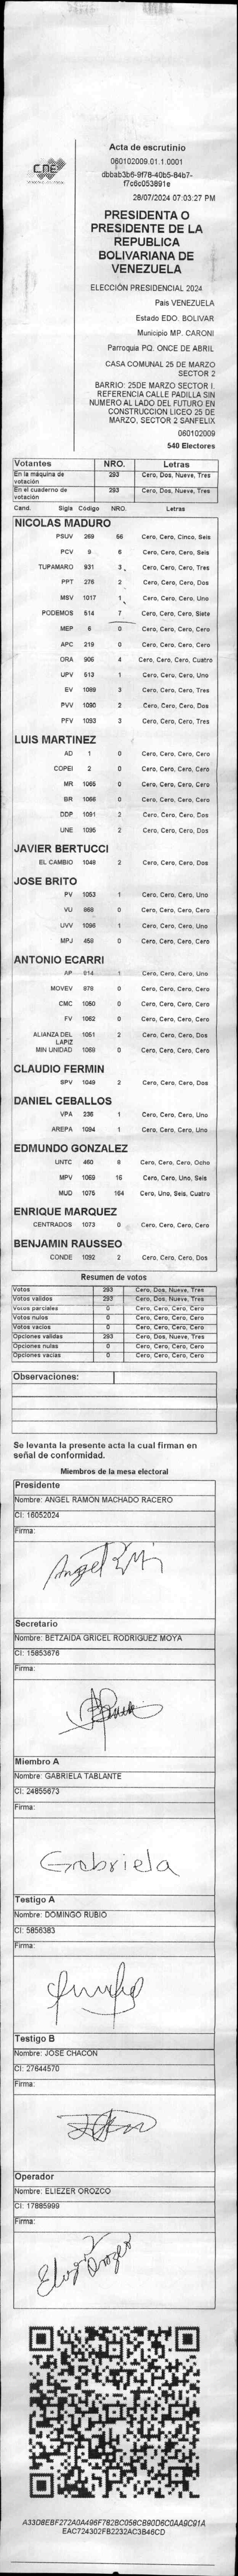 CNE
Acta de escrutinio
060102009.01.1.0001
dbbab3b6-9f78-40b5-84b7-
f7c6c053891e
28/07/2024 07:03:27 PM
PRESIDENTA O
PRESIDENTE DE LA
REPUBLICA
BOLIVARIANA DE
VENEZUELA
ELECCIÓN PRESIDENCIAL 2024
Pais VENEZUELA
Estado EDO. BOLIVAR
Municipio MP. CARONI
Parroquia PQ. ONCE DE ABRIL
CASA COMUNAL 25 DE MARZO
SECTOR 2
BARRIO: 25DE MARZO SECTOR I.
REFERENCIA CALLE PADILLA SIN
NUMERO AL LADO DEL FUTURO EN
CONSTRUCCION LICEO 25 DE
MARZO, SECTOR 2 SANFELIX
060102009
540 Electores
Votantes NRO. Letras
En la máquina de votación 293 Cero, Dos, Nueve, Tres
En el cuaderno de votación 293 Cero, Dos, Nueve, Tres
Cand. Sigla Código NRO. Letras
NICOLAS MADURO
PSUV 269 56 Cero, Cero, Cinco, Seis
PCV 9 6 Cero, Cero, Cero, Seis
TUPAMARO 931 3 Cero, Cero, Cero, Tres
PPT 276 2 Cero, Cero, Cero, Dos
MSV 1017 1 Cero, Cero, Cero, Uno
PODEMOS 514 7 Cero, Cero, Cero, Siete
MEP 6 0 Cero, Cero, Cero, Cero
APC 219 0 Cero, Cero, Cero, Cero
ORA 906 4 Cero, Cero, Cero, Cuatro
UPV 513 1 Cero, Cero, Cero, Uno
EV 1089 3 Cero, Cero, Cero, Tres
PVV 1090 2 Cero, Cero, Cero, Dos
PFV 1093 3 Cero, Cero, Cero, Tres
LUIS MARTINEZ
AD 1 0 Cero, Cero, Cero, Cero
COPEI 2 0 Cero, Cero, Cero, Cero
MR 1065 0 Cero, Cero, Cero, Cero
BR 1066 0 Cero, Cero, Cero, Cero
DDP 1091 2 Cero, Cero, Cero, Dos
UNE 1095 2 Cero, Cero, Cero, Dos
JAVIER BERTUCCI
EL CAMBIO 1048 2 Cero, Cero, Cero, Dos
JOSE BRITO
PV 1053 1 Cero, Cero, Cero, Uno
VU 868 0 Cero, Cero, Cero, Cero
UVV 1096 1 Cero, Cero, Cero, Uno
MPJ 459 0 Cero, Cero, Cero, Cero
ANTONIO ECARRI
AP 914 1 Cero, Cero, Cero, Uno
MOVEV 978 0 Cero, Cero, Cero, Cero
CMC 1050 0 Cero, Cero, Cero, Cero
FV 1062 0 Cero, Cero, Cero, Cero
ALIANZA DEL LAPIZ 1051 2 Cero, Cero, Cero, Dos
MIN UNIDAD 1069 0 Cero, Cero, Cero, Cero
CLAUDIO FERMIN
SPV 1049 2 Cero, Cero, Cero, Dos
DANIEL CEBALLOS
VPA 236 1 Cero, Cero, Cero, Uno
AREPA 1094 1 Cero, Cero, Cero, Uno
EDMUNDO GONZALEZ
UNTC 460 8 Cero, Cero, Cero, Ocho
MPV 1069 16 Cero, Cero, Uno, Seis
MUD 1075 164 Cero, Uno, Seis, Cuatro
ENRIQUE MARQUEZ
CENTRADOS 1073 0 Cero, Cero, Cero, Cero
BENJAMIN RAUSSEO
CONDE 1092 2 Cero, Cero, Cero, Dos
Resumen de votos
Votos 293 Cero, Dos, Nueve, Tres
Votos validos 293 Cero, Dos, Nueve, Tres
Votos parciales 0 Cero, Cero, Cero, Cero
Votos nulos 0 Cero, Cero, Cero, Cero
Votos vacios 0 Cero, Cero, Cero, Cero
Opciones validas 293 Cero, Dos, Nueve, Tres
Opciones nulas 0 Cero, Cero, Cero, Cero
Opciones vacias 0 Cero, Cero, Cero, Cero
Observaciones:
Se levanta la presente acta la cual firman en
señal de conformidad.
Miembros de la mesa electoral
Presidente
Nombre: ANGEL RAMON MACHADO RACERO
CI: 16052024
Firma:
Secretario
Nombre: BETZAIDA GRICEL RODRIGUEZ MOYA
CI: 15853676
Firma:
Miembro A
Nombre: GABRIELA TABLANTE
CI: 24855673
Firma:
Gabriela
Testigo A
Nombre: DOMINGO RUBIO
CI: 5856383
Firma:
Testigo B
Nombre: JOSE CHACON
CI: 27644570
Firma:
Operador
Nombre: ELIEZER OROZCO
CI: 17885999
Firma:
A33D8EBF272A0A496F782BC058CB90D6C0AA9C91A
EAC724302FB2232AC3B46CD